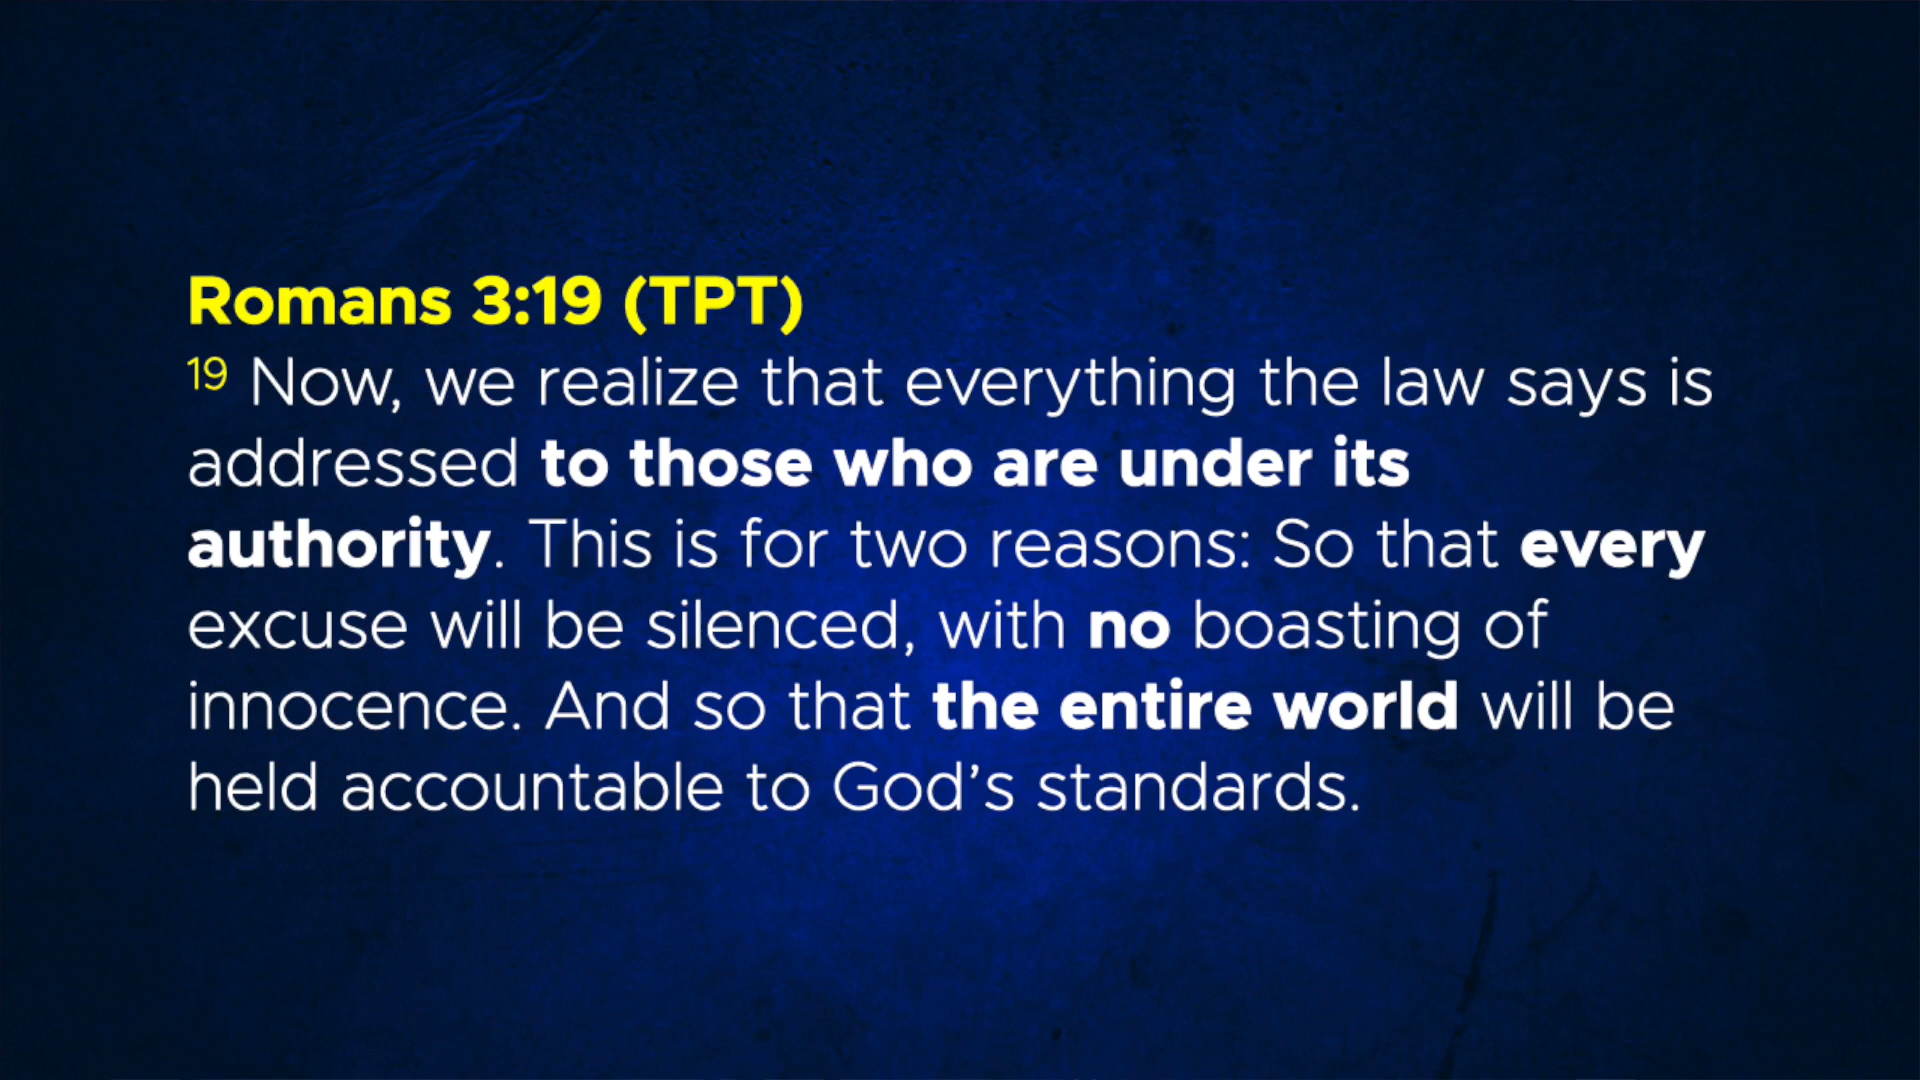 Romans 3:19 (TPT)
19 Now, we realize that everything the law says is
addressed to those who are under its
authority. This is for two reasons: So that every
excuse will be silenced, with no boasting of
innocence. And so that the entire world will be
held accountable to God’s standards.